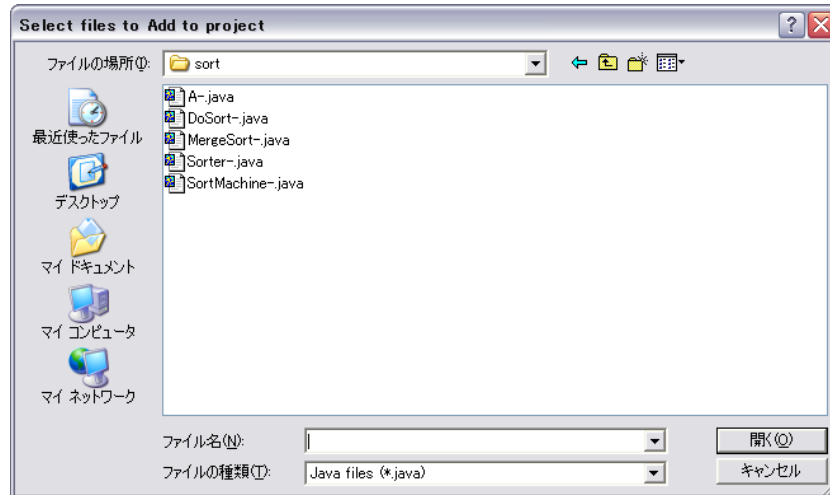 Select files to Add to project
ファイルの場所(I): sort
A-.java
DoSort-.java
MergeSort-.java
Sorter-.java
SortMachine-.java
最近使ったファイル
デスクトップ
マイ ドキュメント
マイ コンピュータ
マイ ネットワーク
ファイル名(N): 開く(O)
ファイルの種類(T): Java files (*.java) キャンセル